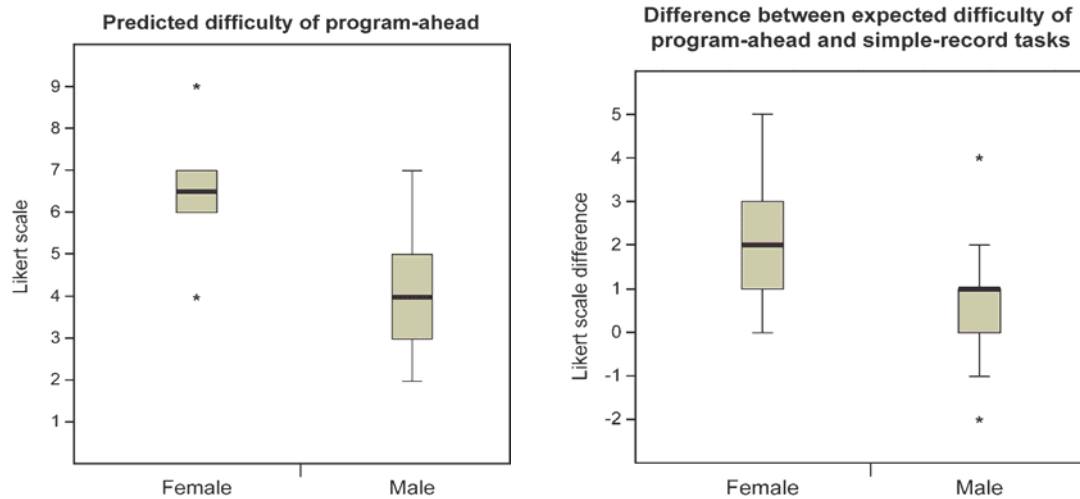 Predicted difficulty of program-ahead
Likert scale
9
8
7
6
5
4
3
2
1
*
*
Female
Male
Difference between expected difficulty of
program-ahead and simple-record tasks
Likert scale difference
5
4
3
2
1
0
-1
-2
*
*
Female
Male